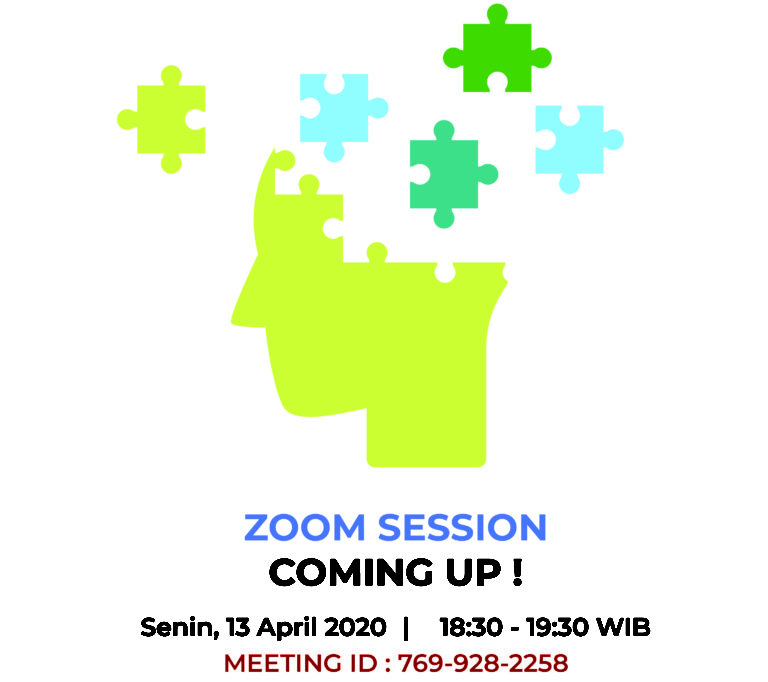 ZOOM SESSION
COMING UP !
Senin, 13 April 2020 | 18:30 - 19:30 WIB
MEETING ID : 769-928-2258